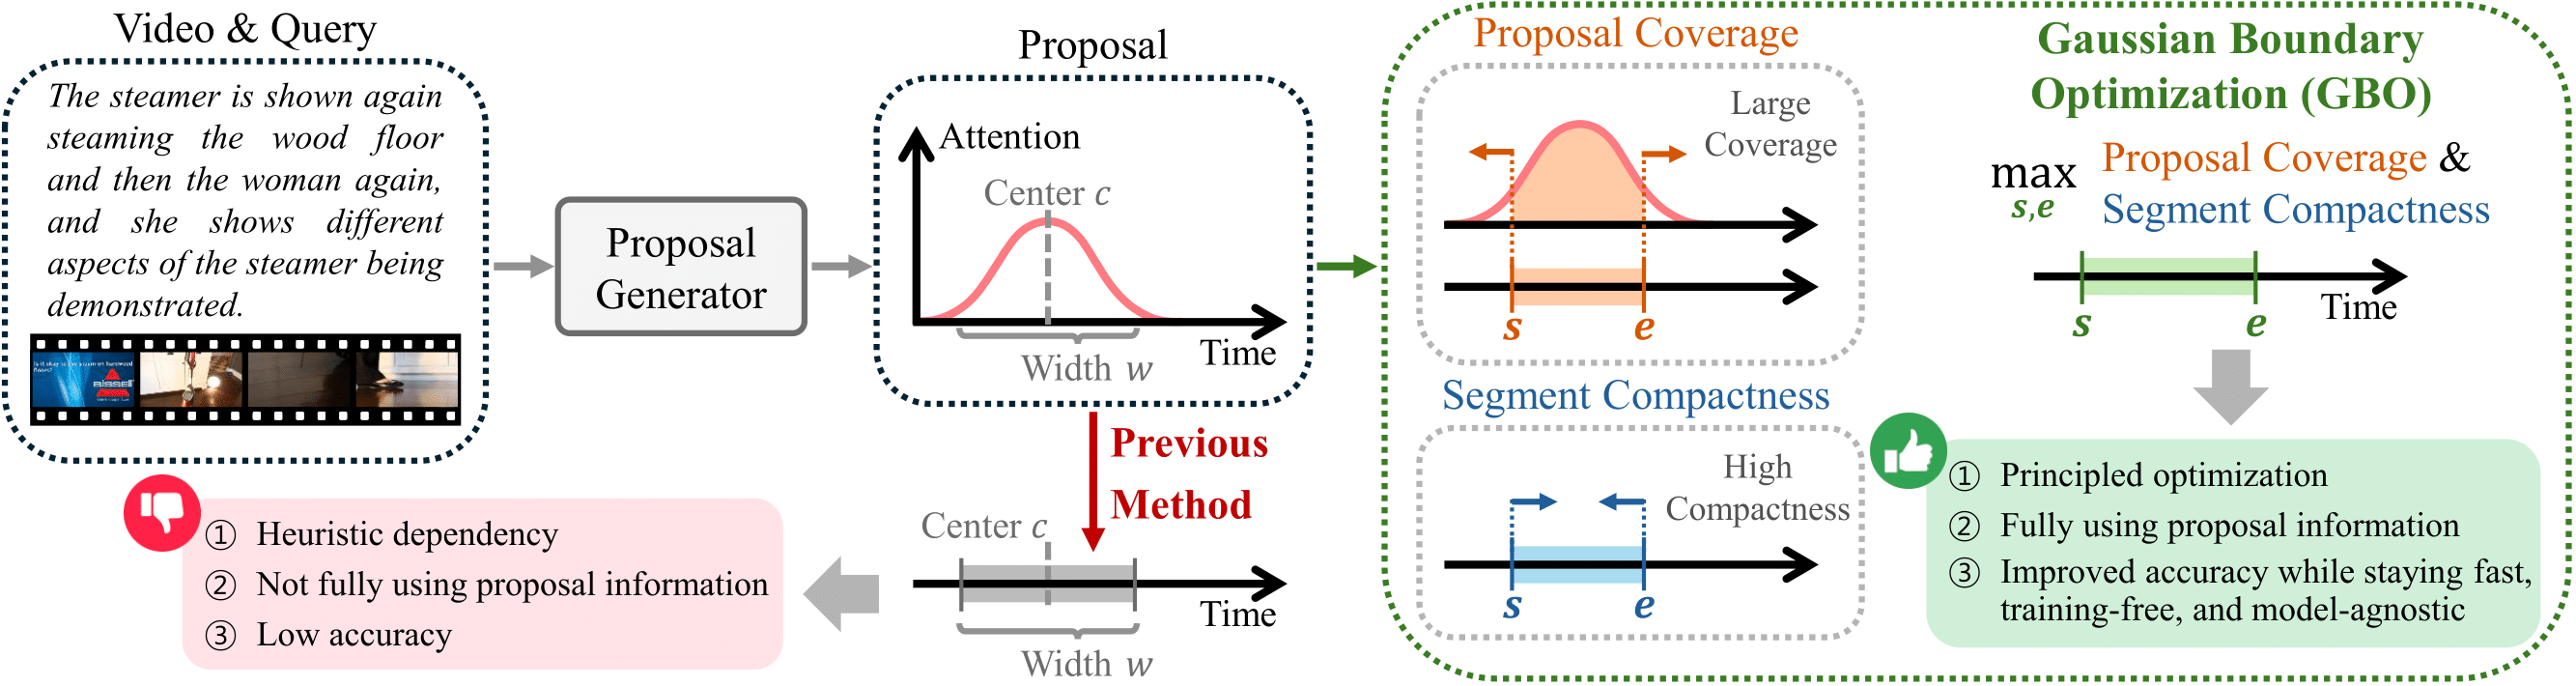 Video & Query
The steamer is shown again
steaming the wood floor
and then the woman again,
and she shows different
aspects of the steamer being
demonstrated.
BISSELL
Proposal
Generator
Proposal
Attention
Center c
Time
Width w
Previous
Method
Center c
Time
Width w
① Heuristic dependency
② Not fully using proposal information
③ Low accuracy
Proposal Coverage
Large
Coverage
s e
Segment Compactness
High
Compactness
s e
Gaussian Boundary
Optimization (GBO)
max
s,e
Proposal Coverage &
Segment Compactness
Time
s e
① Principled optimization
② Fully using proposal information
③ Improved accuracy while staying fast,
training-free, and model-agnostic